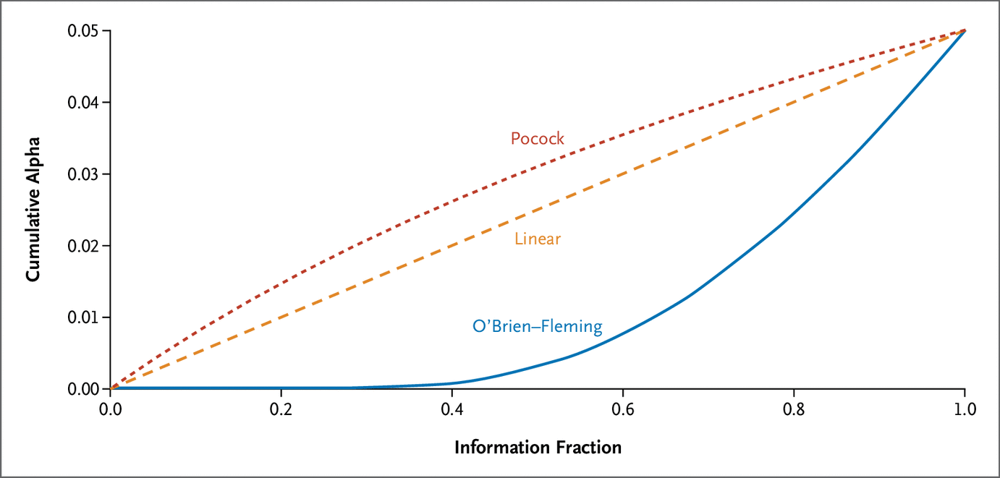 0.05
0.04
0.03
0.02
0.01
0.00
Cumulative Alpha
Pocock
Linear
O’Brien–Fleming
0.0 0.2 0.4 0.6 0.8 1.0
Information Fraction